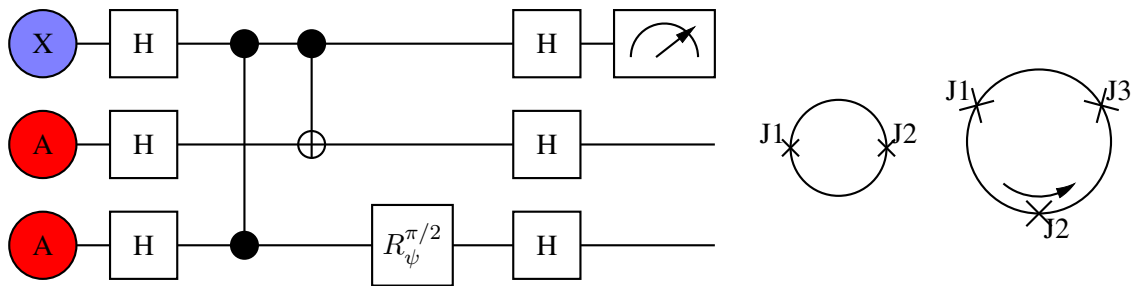 X H H
A H H
A H R_ψ^{π/2} H
J1 J2
J1 J3
J2